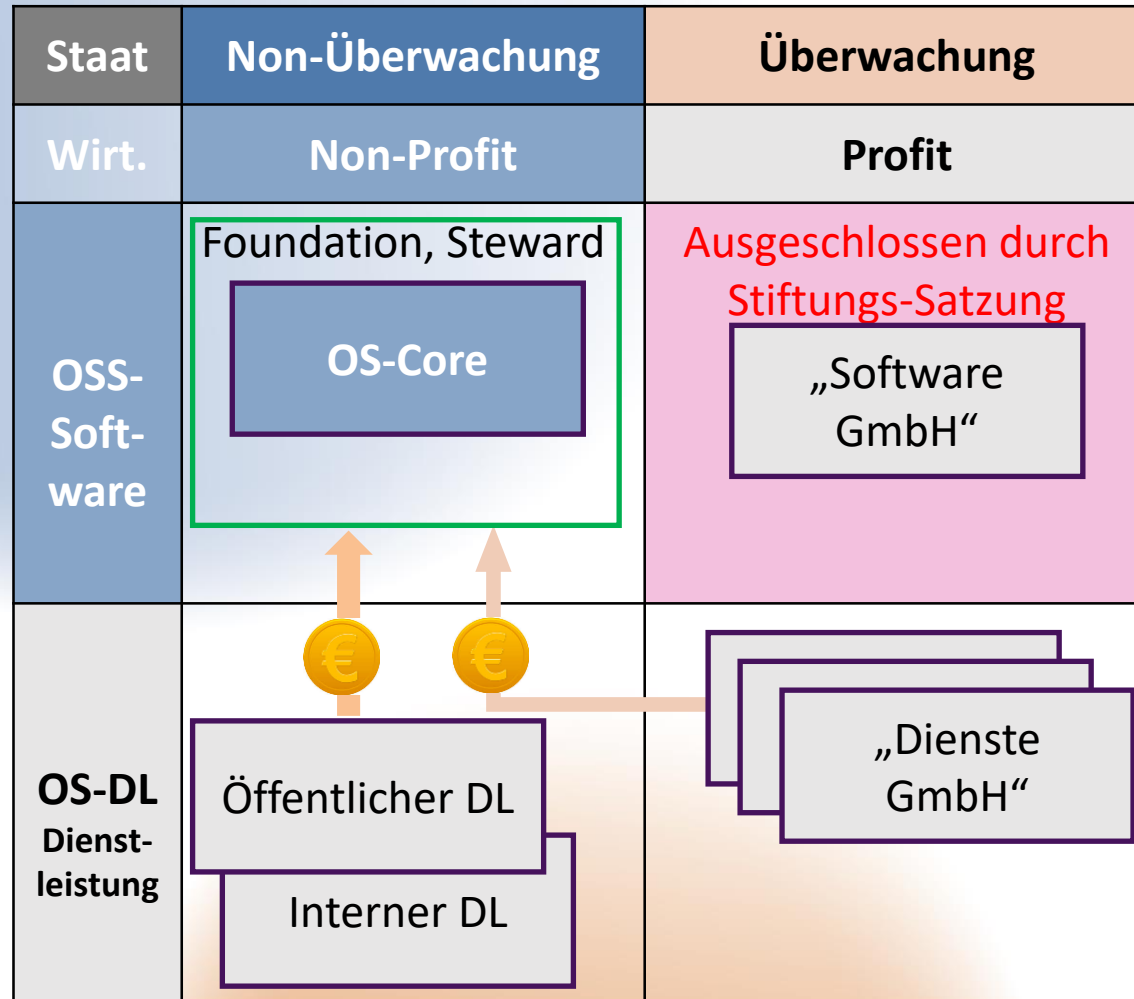 Staat
Non-Überwachung
Überwachung
Wirt.
Non-Profit
Profit
OSS-
Soft-
ware
Foundation, Steward
OS-Core
Ausgeschlossen durch
Stiftungs-Satzung
„Software
GmbH“
€
€
OS-DL
Dienst-
leistung
Öffentlicher DL
Interner DL
„Dienste
GmbH“